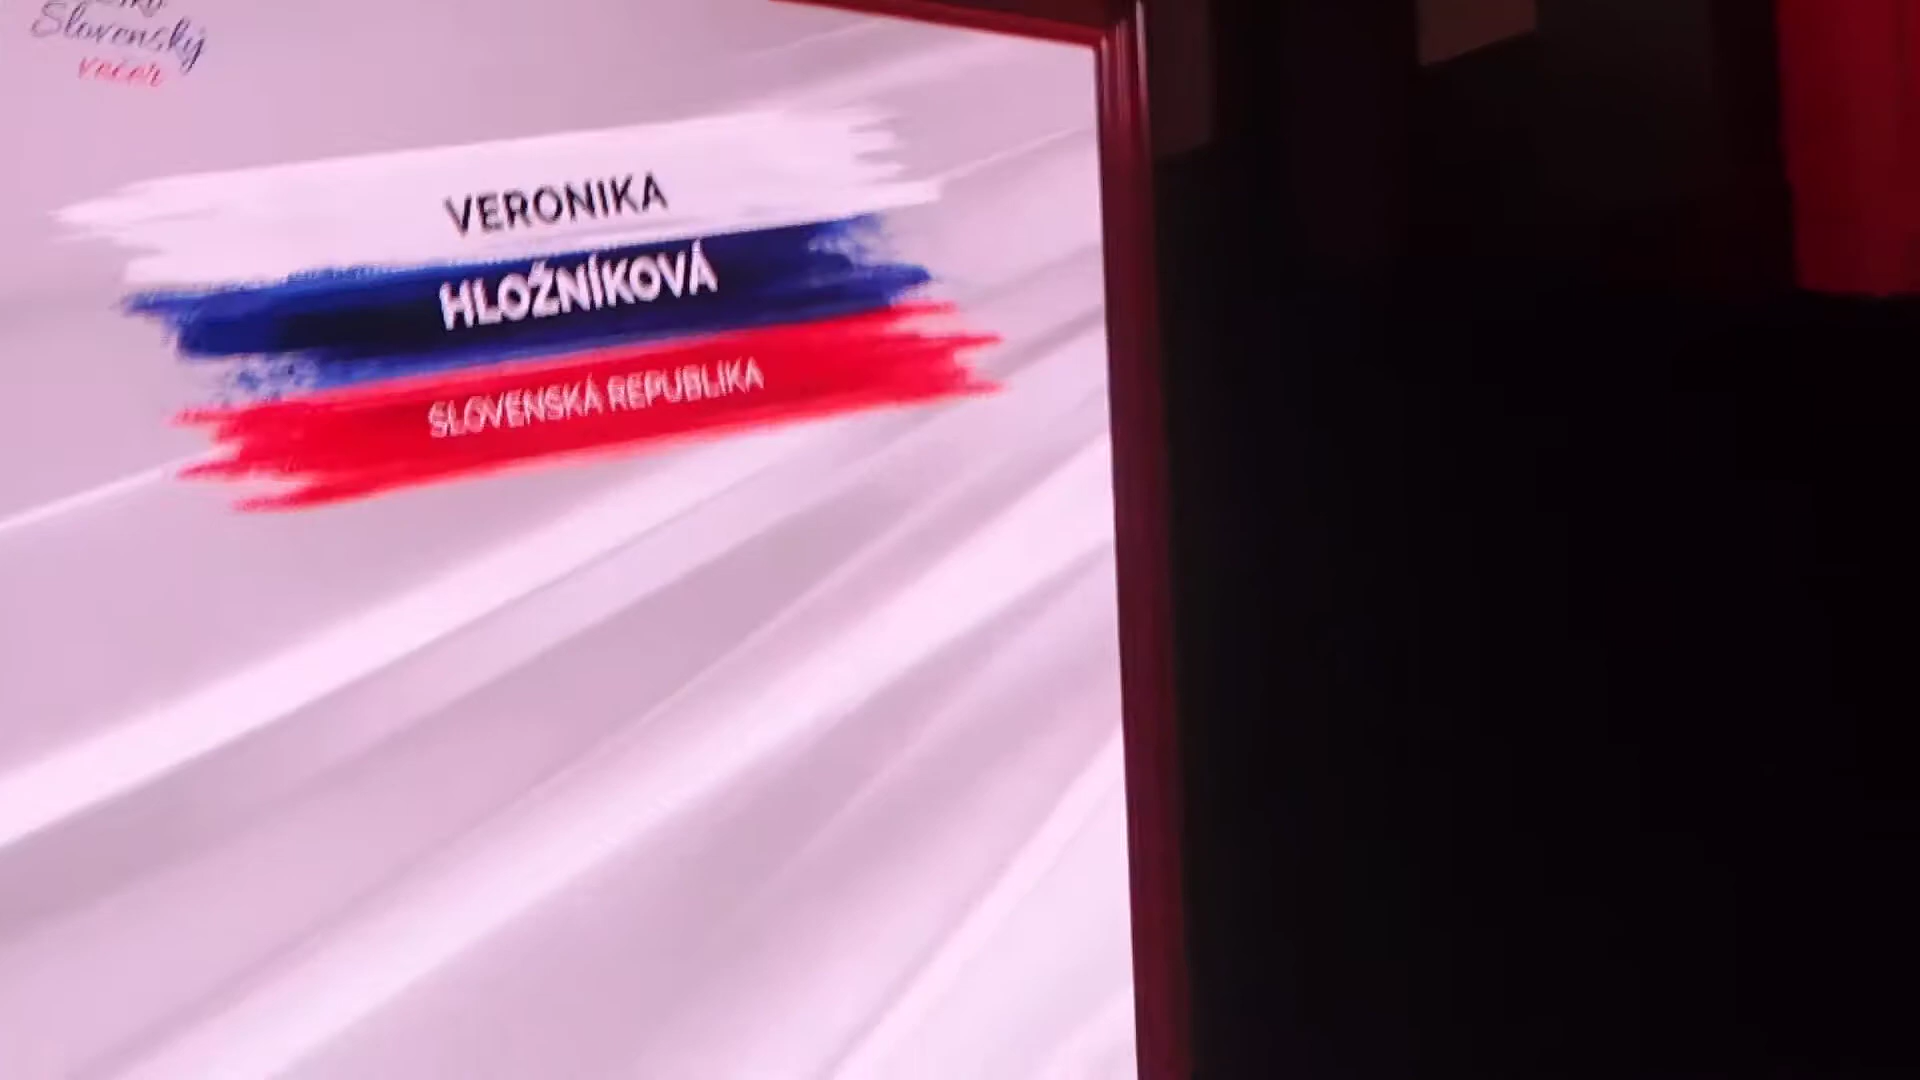 Slovenský
večer
VERONIKA
HLOŽNÍKOVÁ
SLOVENSKÁ REPUBLIKA